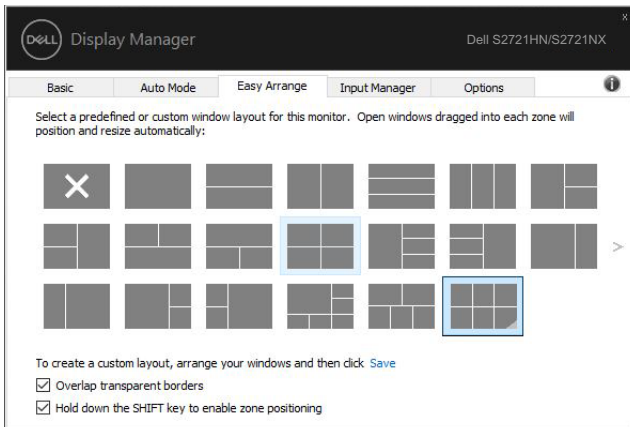 DELL Display Manager
Dell S2721HN/S2721NX
Basic Auto Mode Easy Arrange Input Manager Options
Select a predefined or custom window layout for this monitor. Open windows dragged into each zone will
position and resize automatically:
To create a custom layout, arrange your windows and then click Save
Overlap transparent borders
Hold down the SHIFT key to enable zone positioning